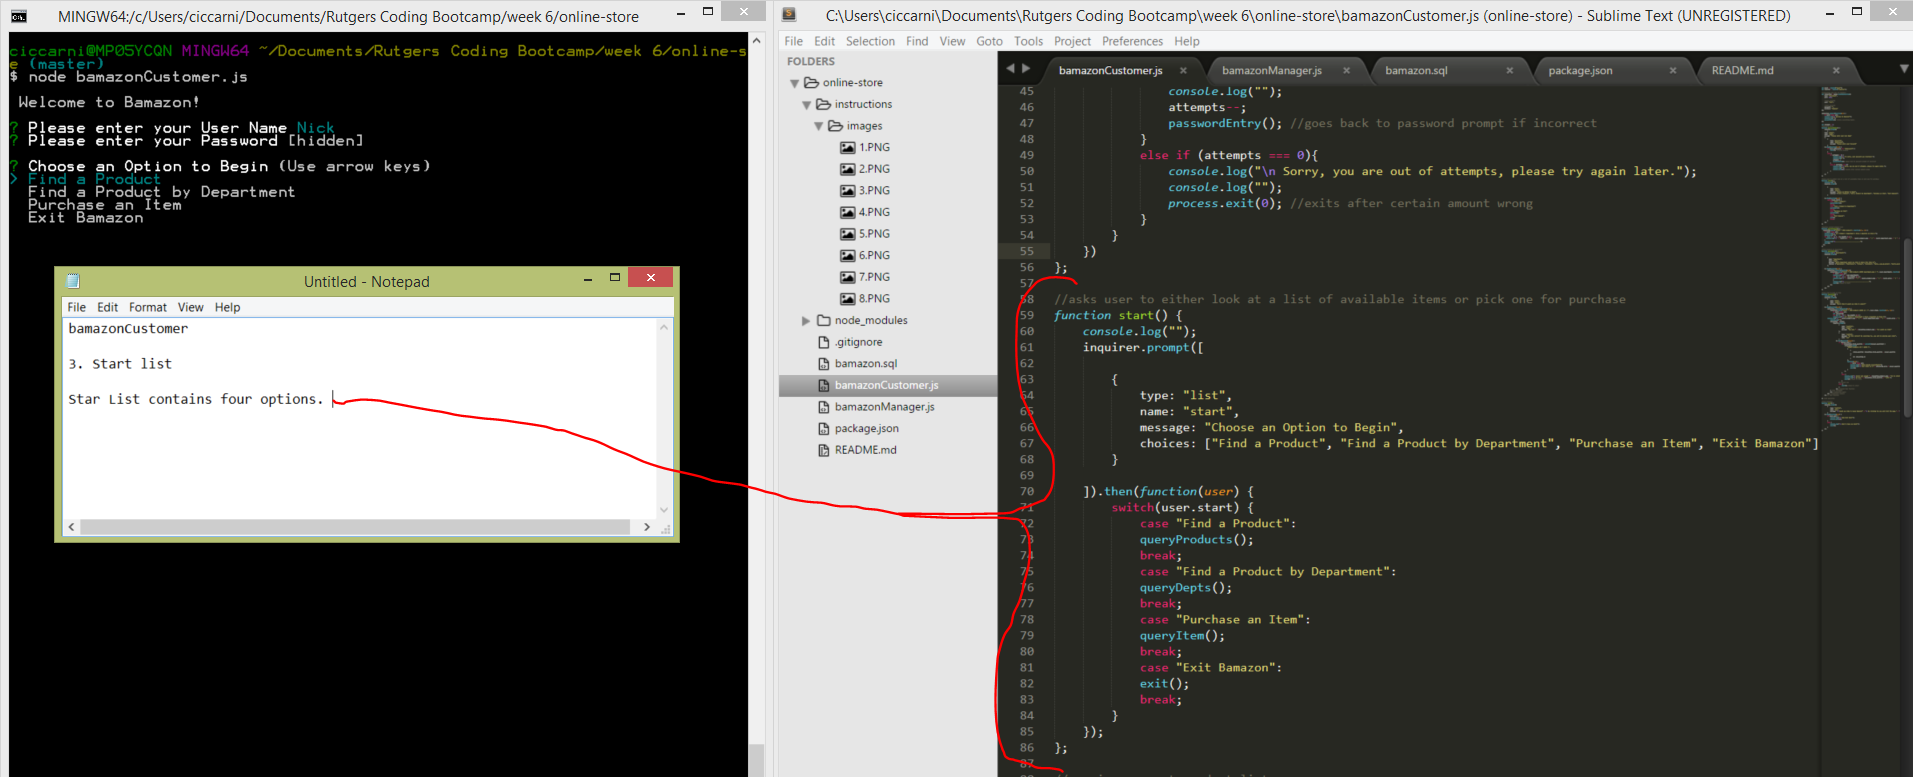 MINGW64:/c/Users/ciccarni/Documents/Rutgers Coding Bootcamp/week 6/online-store
ciccarni@MP05YCQN MINGW64 ~/Documents/Rutgers Coding Bootcamp/week 6/online-s
e (master)
$ node bamazonCustomer.js
Welcome to Bamazon!
? Please enter your User Name Nick
? Please enter your Password [hidden]
? Choose an Option to Begin (Use arrow keys)
> Find a Product
Find a Product by Department
Purchase an Item
Exit Bamazon
Untitled - Notepad
File Edit Format View Help
bamazonCustomer
3. Start list
Star List contains four options.
C:\Users\ciccarni\Documents\Rutgers Coding Bootcamp\week 6\online-store\bamazonCustomer.js (online-store) - Sublime Text (UNREGISTERED)
File Edit Selection Find View Goto Tools Project Preferences Help
FOLDERS
online-store
instructions
images
1.PNG
2.PNG
3.PNG
4.PNG
5.PNG
6.PNG
7.PNG
8.PNG
node_modules
.gitignore
bamazon.sql
bamazonCustomer.js
bamazonManager.js
package.json
README.md
bamazonCustomer.js × bamazonManager.js × bamazon.sql × package.json × README.md ×
45 console.log("");
46 attempts--;
47 passwordEntry(); //goes back to password prompt if incorrect
48 }
49 else if (attempts === 0){
50 console.log("\n Sorry, you are out of attempts, please try again later.");
51 console.log("");
52 process.exit(0); //exits after certain amount wrong
53 }
54 }
55 })
56 };
57
58 //asks user to either look at a list of available items or pick one for purchase
59 function start() {
60 console.log("");
61 inquirer.prompt([
62
63 {
64 type: "list",
65 name: "start",
66 message: "Choose an Option to Begin",
67 choices: ["Find a Product", "Find a Product by Department", "Purchase an Item", "Exit Bamazon"]
68 }
69
70 ]).then(function(user) {
71 switch(user.start) {
72 case "Find a Product":
73 queryProducts();
74 break;
75 case "Find a Product by Department":
76 queryDepts();
77 break;
78 case "Purchase an Item":
79 queryItem();
80 break;
81 case "Exit Bamazon":
82 exit();
83 break;
84 }
85 });
86 };
87